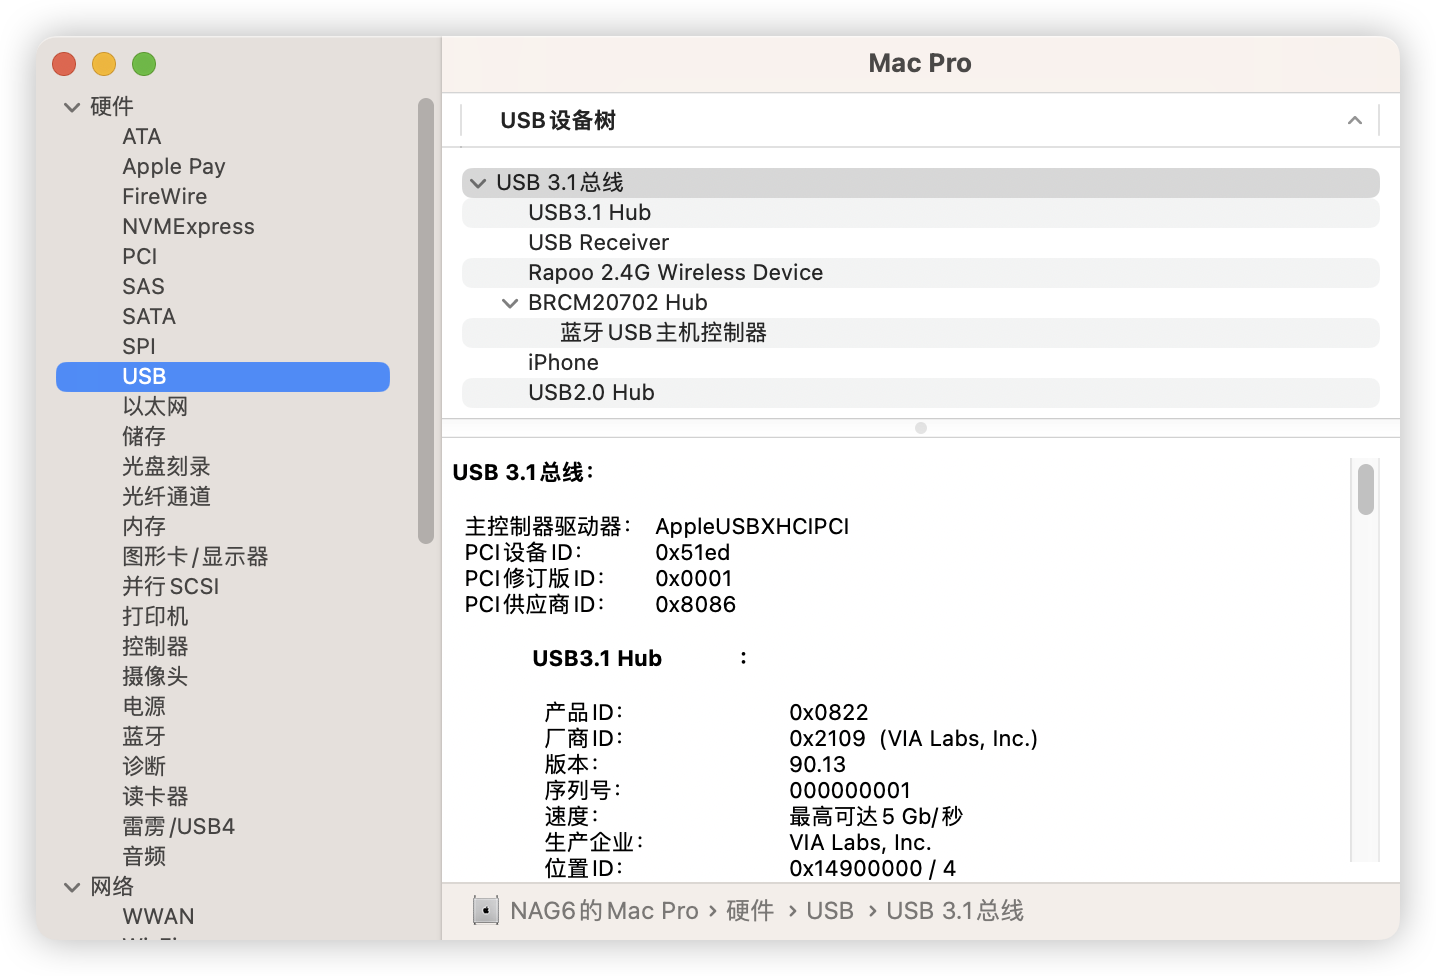 硬件
ATA
Apple Pay
FireWire
NVMExpress
PCI
SAS
SATA
SPI
USB
以太网
储存
光盘刻录
光纤通道
内存
图形卡/显示器
并行SCSI
打印机
控制器
摄像头
电源
蓝牙
诊断
读卡器
雷雳/USB4
音频
网络
WWAN
Mac Pro
USB设备树
USB 3.1总线
USB3.1 Hub
USB Receiver
Rapoo 2.4G Wireless Device
BRCM20702 Hub
蓝牙USB主机控制器
iPhone
USB2.0 Hub
USB 3.1总线:
主控制器驱动器: AppleUSBXHCIPCI
PCI设备ID: 0x51ed
PCI修订版ID: 0x0001
PCI供应商ID: 0x8086
USB3.1 Hub :
产品ID: 0x0822
厂商ID: 0x2109 (VIA Labs, Inc.)
版本: 90.13
序列号: 000000001
速度: 最高可达5 Gb/秒
生产企业: VIA Labs, Inc.
位置ID: 0x14900000 / 4
NAG6的Mac Pro › 硬件 › USB › USB 3.1总线